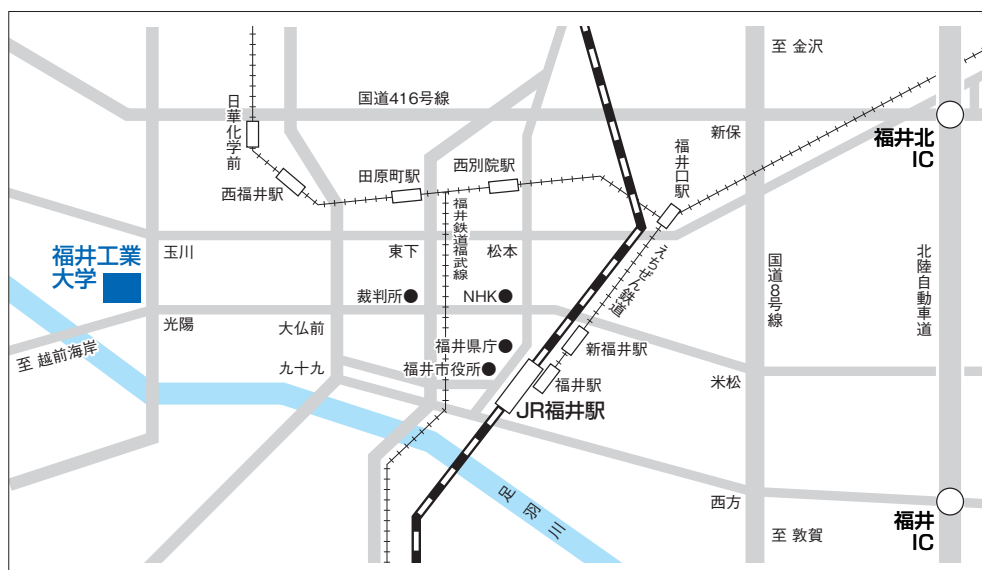 至 金沢
国道416号線
日華化学前
新保
福井北
IC
福井口駅
西別院駅
田原町駅
西福井駅
福井鉄道福武線
玉川
東下
松本
福井工業
大学
えちぜん鉄道
国道8号線
北陸自動車道
裁判所
NHK
光陽
大仏前
至 越前海岸
福井県庁
新福井駅
九十九
福井市役所
福井駅
米松
JR福井駅
足羽川
西方
福井
IC
至 敦賀